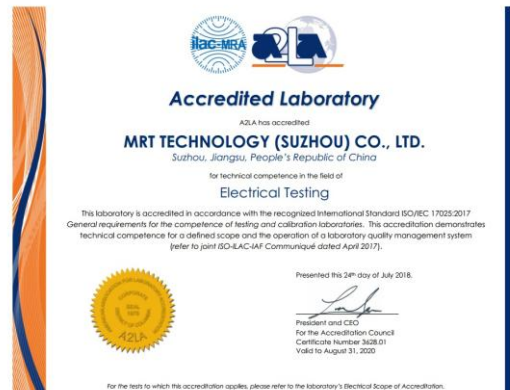 ilac-MRA
A2LA
Accredited Laboratory
A2LA has accredited
MRT TECHNOLOGY (SUZHOU) CO., LTD.
Suzhou, Jiangsu, People's Republic of China
for technical competence in the field of
Electrical Testing
This laboratory is accredited in accordance with the recognized International Standard ISO/IEC 17025:2017
General requirements for the competence of testing and calibration laboratories. This accreditation demonstrates
technical competence for a defined scope and the operation of a laboratory quality management system
(refer to joint ISO-ILAC-IAF Communiqué dated April 2017).
Presented this 24th day of July 2018.
President and CEO
For the Accreditation Council
Certificate Number 3628.01
Valid to August 31, 2020
CORPORATE
SEAL
1978
A2LA
For the tests to which this accreditation applies, please refer to the laboratory's Electrical Scope of Accreditation.